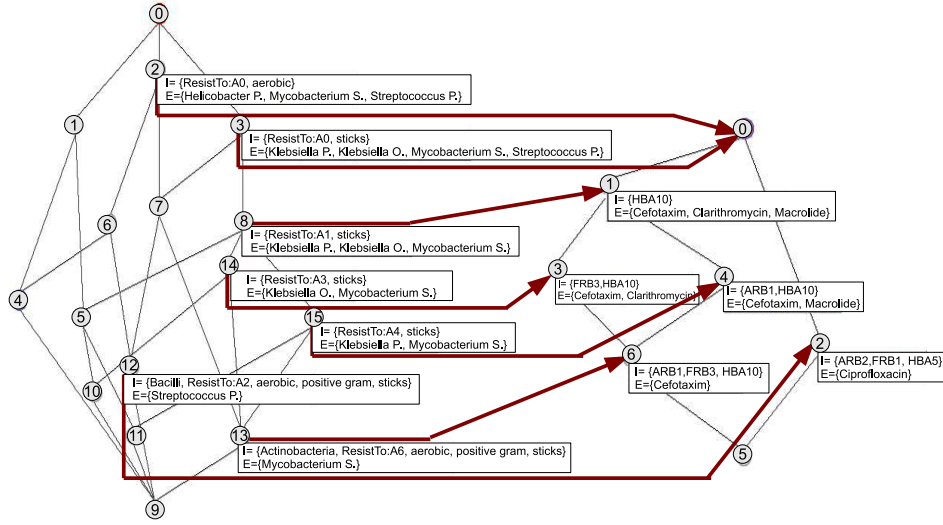 0
2
I= {ResistTo:A0, aerobic}
E={Helicobacter P., Mycobacterium S., Streptococcus P.}
1
3
0
I= {ResistTo:A0, sticks}
E={Klebsiella P., Klebsiella O., Mycobacterium S., Streptococcus P.}
1
I= {HBA10}
E={Cefotaxim, Clarithromycin, Macrolide}
7
6
8
I= {ResistTo:A1, sticks}
E={Klebsiella P., Klebsiella O., Mycobacterium S.}
14
I= {ResistTo:A3, sticks}
E={Klebsiella O., Mycobacterium S.}
3
I= {FRB3,HBA10}
E={Cefotaxim, Clarithromycin}
4
I= {ARB1,HBA10}
E={Cefotaxim, Macrolide}
4
5
15
I= {ResistTo:A4, sticks}
E={Klebsiella P., Mycobacterium S.}
2
I= {ARB2,FRB1, HBA5}
E={Ciprofloxacin}
6
I= {ARB1,FRB3, HBA10}
E={Cefotaxim}
12
I= {Bacilli, ResistTo:A2, aerobic, positive gram, sticks}
E={Streptococcus P.}
10
11
13
I= {Actinobacteria, ResistTo:A6, aerobic, positive gram, sticks}
E={Mycobacterium S.}
5
9